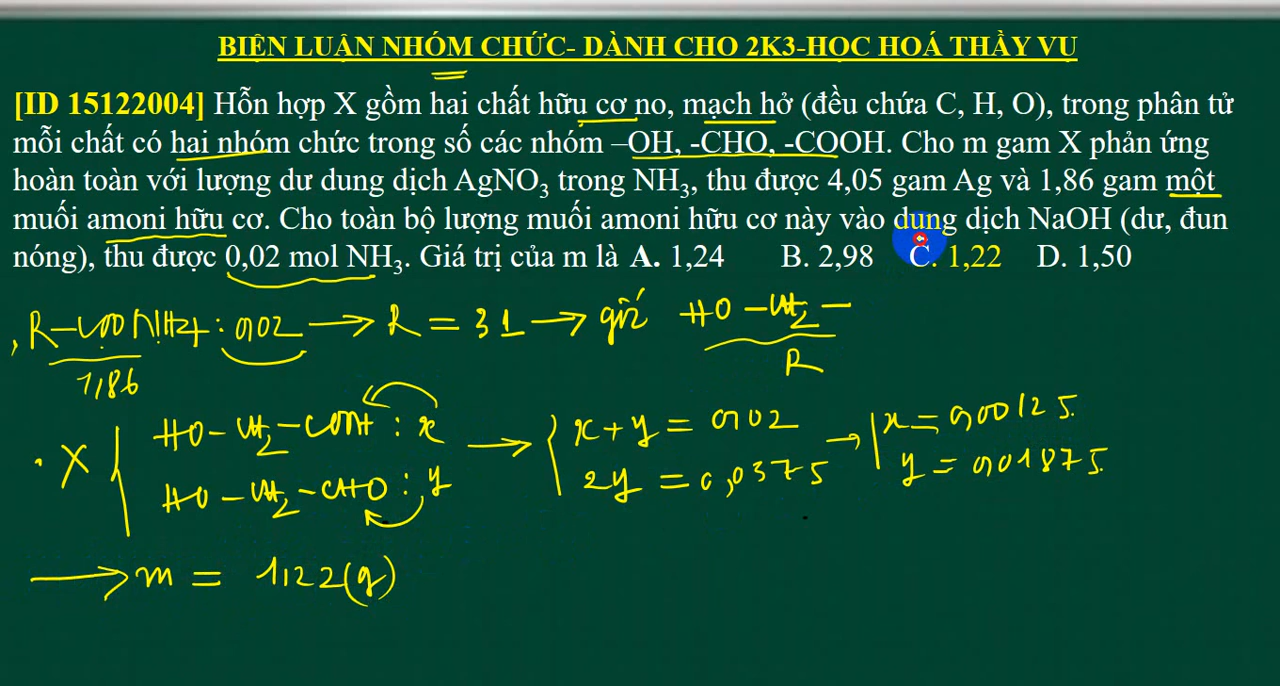 BIỆN LUẬN NHÓM CHỨC- DÀNH CHO 2K3-HỌC HOÁ THẦY VỤ
[ID 15122004] Hỗn hợp X gồm hai chất hữu cơ no, mạch hở (đều chứa C, H, O), trong phân tử
mỗi chất có hai nhóm chức trong số các nhóm –OH, -CHO, -COOH. Cho m gam X phản ứng
hoàn toàn với lượng dư dung dịch AgNO₃ trong NH₃, thu được 4,05 gam Ag và 1,86 gam một
muối amoni hữu cơ. Cho toàn bộ lượng muối amoni hữu cơ này vào dung dịch NaOH (dư, đun
nóng), thu được 0,02 mol NH₃. Giá trị của m là A. 1,24 B. 2,98 C. 1,22 D. 1,50
R-COONH4 : 0,02 → R = 31 → gốc HO-CH2-
1,86 R
X { HO-CH2-COOH : x → { x + y = 0,02 → | x = 0,00125
HO-CH2-CHO : y 2y = 0,0375 y = 0,01875
→ m = 1,22(g)